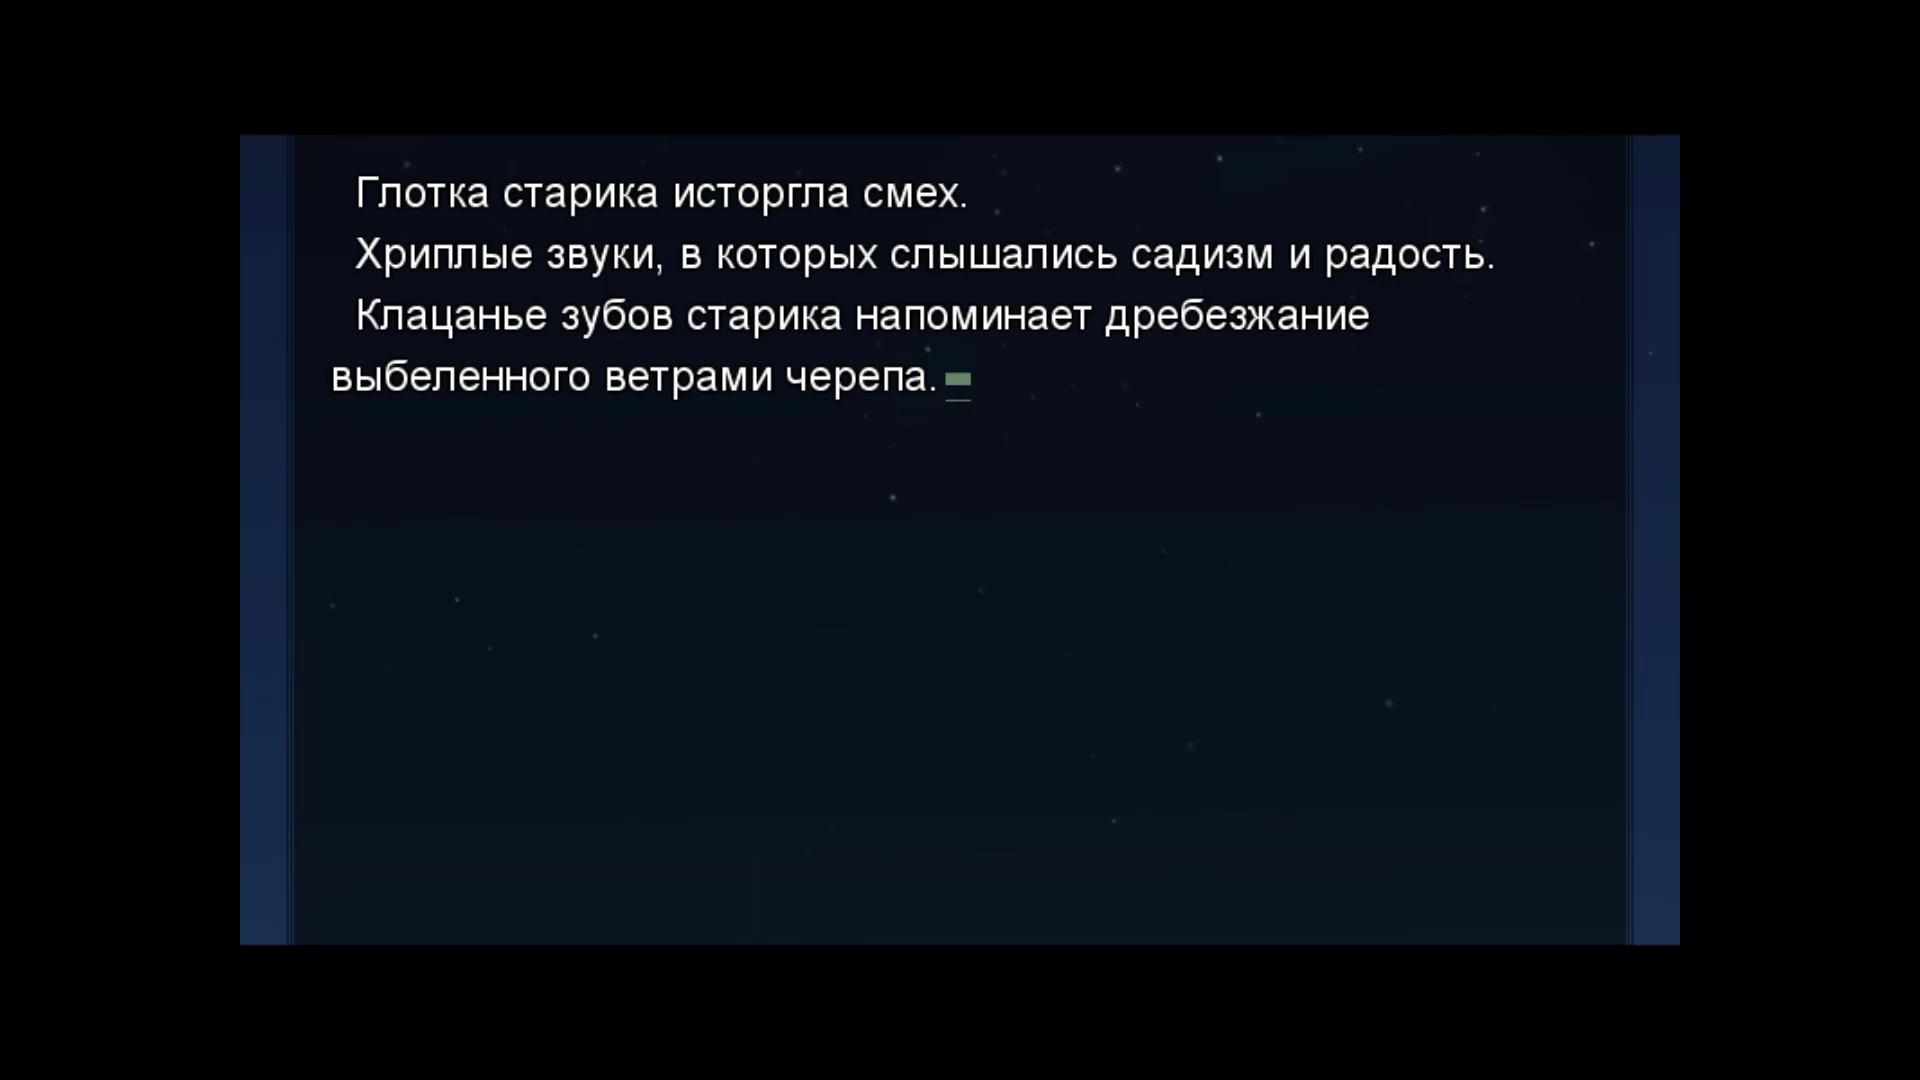 Глотка старика исторгла смех.
Хриплые звуки, в которых слышались садизм и радость.
Клацанье зубов старика напоминает дребезжание
выбеленного ветрами черепа.